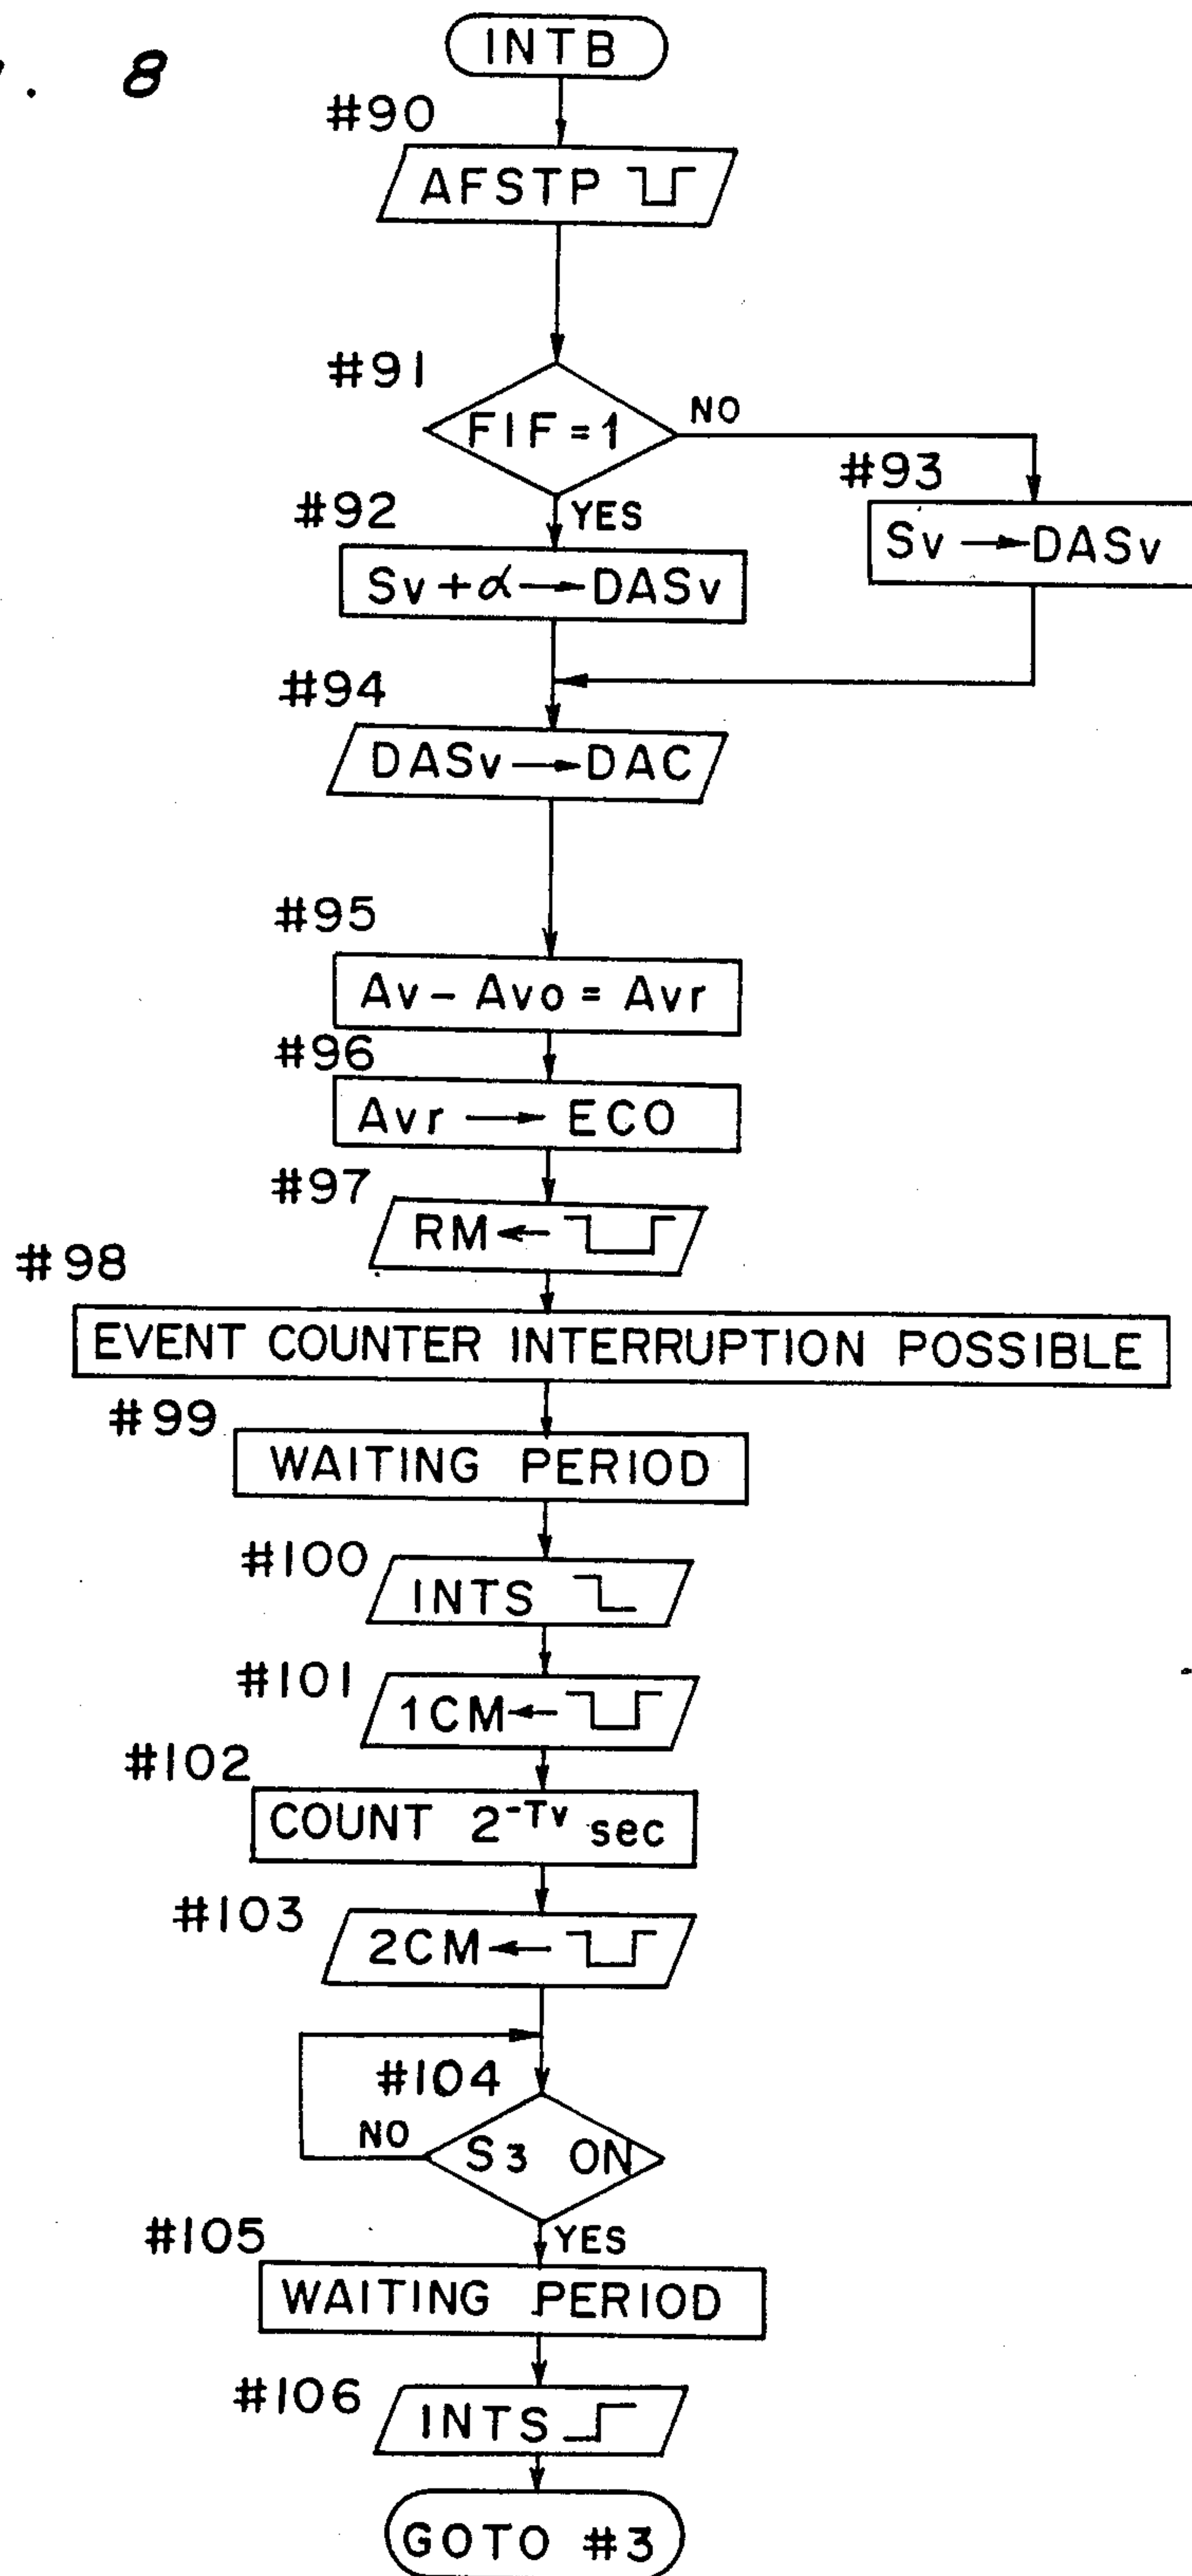 . 8
INTB
#90
AFSTP
#91
FIF=1
NO
#93
Sv→DASv
#92
YES
Sv+α→DASv
#94
DASv→DAC
#95
Av-Avo=Avr
#96
Avr→ECO
#97
RM←
#98
EVENT COUNTER INTERRUPTION POSSIBLE
#99
WAITING PERIOD
#100
INTS
#101
1CM←
#102
COUNT 2⁻ᵀᵛ sec
#103
2CM←
#104
NO
S3 ON
#105
YES
WAITING PERIOD
#106
INTS
GOTO #3